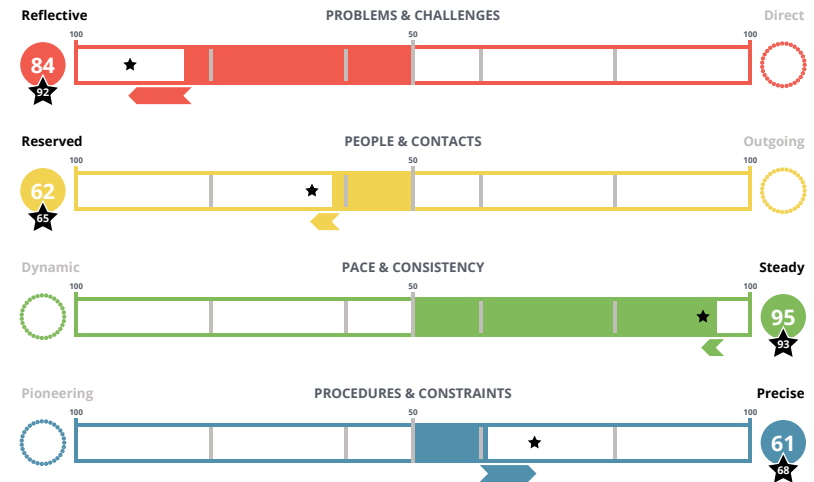 Reflective PROBLEMS & CHALLENGES Direct
100 50 100
84
92
Reserved PEOPLE & CONTACTS Outgoing
100 50 100
62
65
Dynamic PACE & CONSISTENCY Steady
100 50 100
95
93
Pioneering PROCEDURES & CONSTRAINTS Precise
100 50 100
61
68